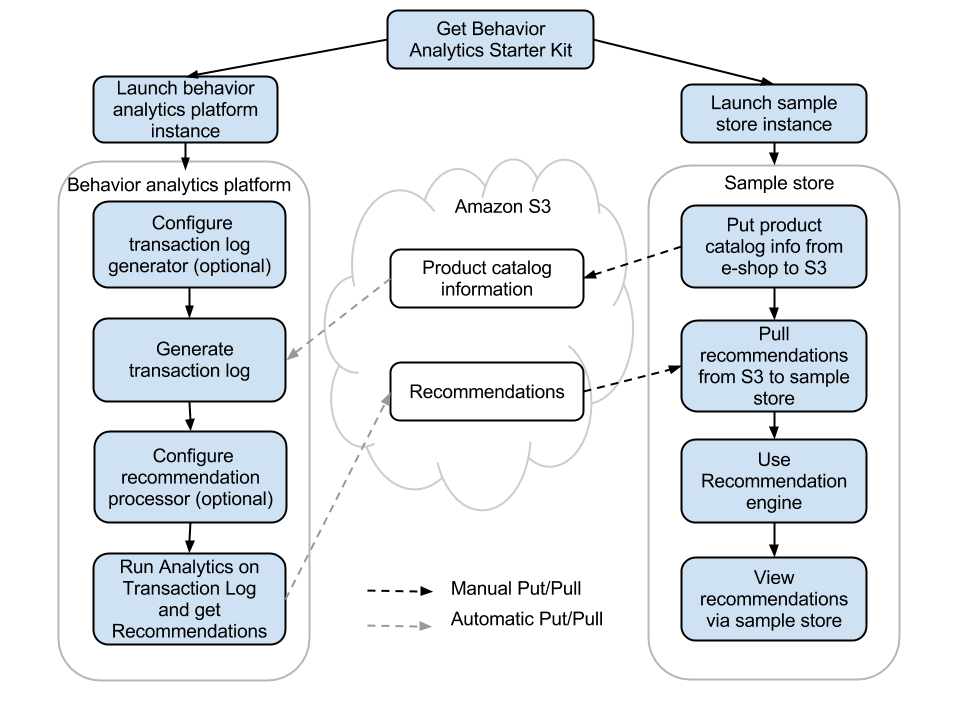 Get Behavior
Analytics Starter Kit
Launch behavior
analytics platform
instance
Launch sample
store instance
Behavior analytics platform
Configure
transaction log
generator (optional)
Generate
transaction log
Configure
recommendation
processor (optional)
Run Analytics on
Transaction Log
and get
Recommendations
Amazon S3
Product catalog
information
Recommendations
Manual Put/Pull
Automatic Put/Pull
Sample store
Put product
catalog info from
e-shop to S3
Pull
recommendations
from S3 to sample
store
Use
Recommendation
engine
View
recommendations
via sample store